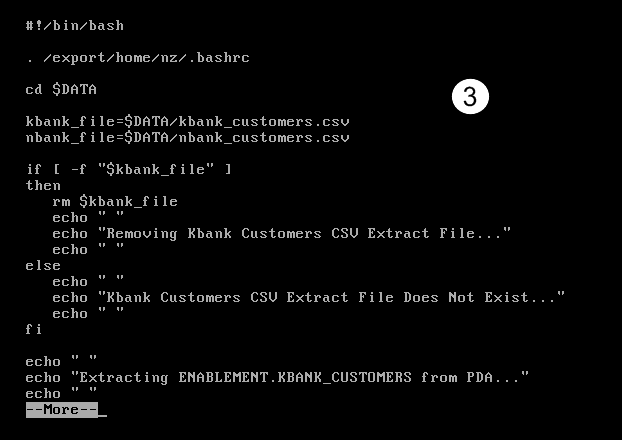 #!/bin/bash
. /export/home/nz/.bashrc
cd $DATA
3
kbank_file=$DATA/kbank_customers.csv
nbank_file=$DATA/nbank_customers.csv
if [ -f "$kbank_file" ]
then
   rm $kbank_file
   echo " "
   echo "Removing Kbank Customers CSV Extract File..."
   echo " "
else
   echo " "
   echo "Kbank Customers CSV Extract File Does Not Exist..."
   echo " "
fi
echo " "
echo "Extracting ENABLEMENT.KBANK_CUSTOMERS from PDA..."
echo " "
--More--_